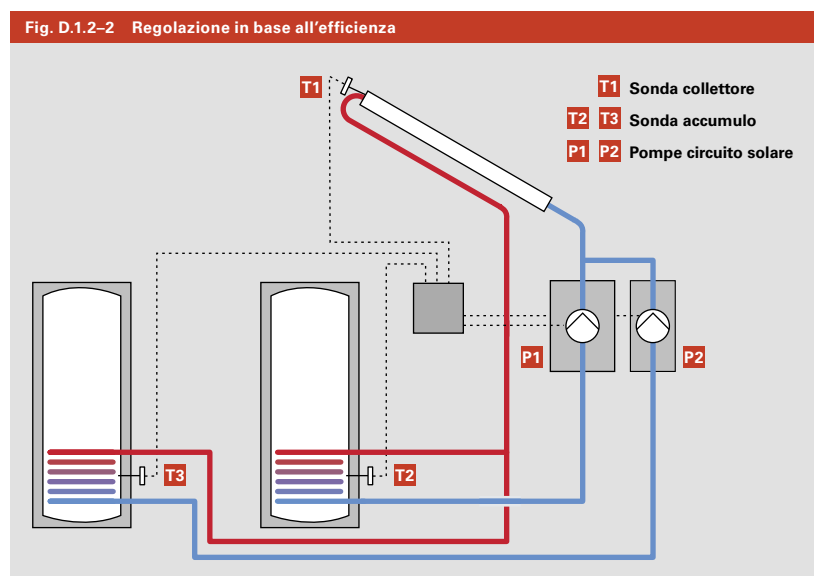 Fig. D.1.2–2 Regolazione in base all’efficienza
T1
T1 Sonda collettore
T2 T3 Sonda accumulo
P1 P2 Pompe circuito solare
P1
P2
T3
T2